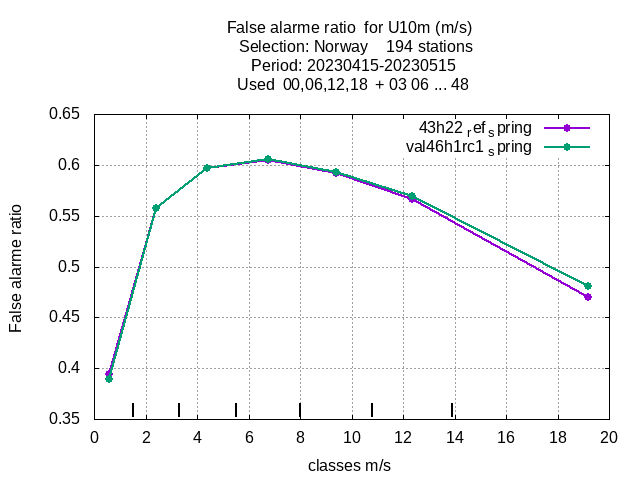 False alarme ratio for U10m (m/s)
Selection: Norway 194 stations
Period: 20230415-20230515
Used 00,06,12,18 + 03 06 ... 48
43h22 ref spring
val46h1rc1 spring
False alarme ratio
0.65
0.6
0.55
0.5
0.45
0.4
0.35
0 2 4 6 8 10 12 14 16 18 20
classes m/s